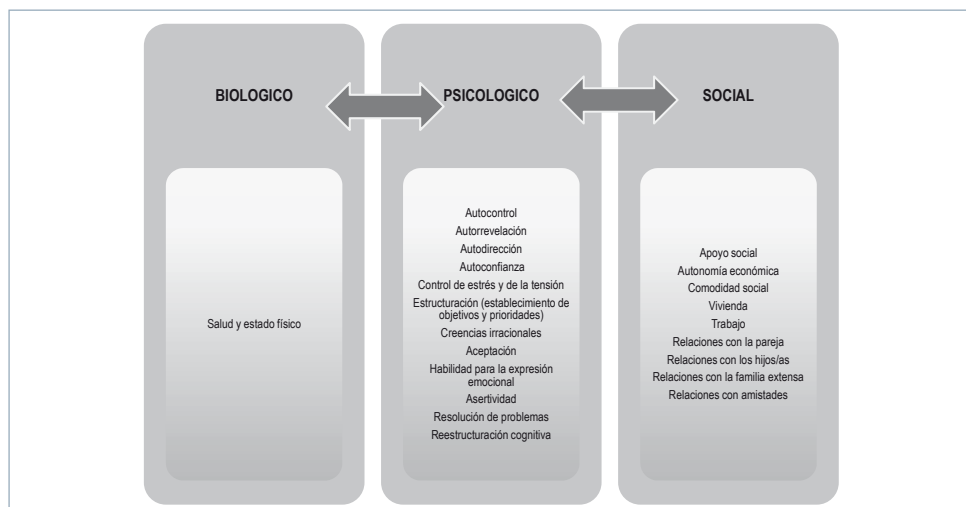 BIOLOGICO
PSICOLOGICO
SOCIAL
Salud y estado físico
Autocontrol
Autorrevelación
Autodirección
Autoconfianza
Control de estrés y de la tensión
Estructuración (establecimiento de
objetivos y prioridades)
Creencias irracionales
Aceptación
Habilidad para la expresión
emocional
Asertividad
Resolución de problemas
Reestructuración cognitiva
Apoyo social
Autonomía económica
Comodidad social
Vivienda
Trabajo
Relaciones con la pareja
Relaciones con los hijos/as
Relaciones con la familia extensa
Relaciones con amistades